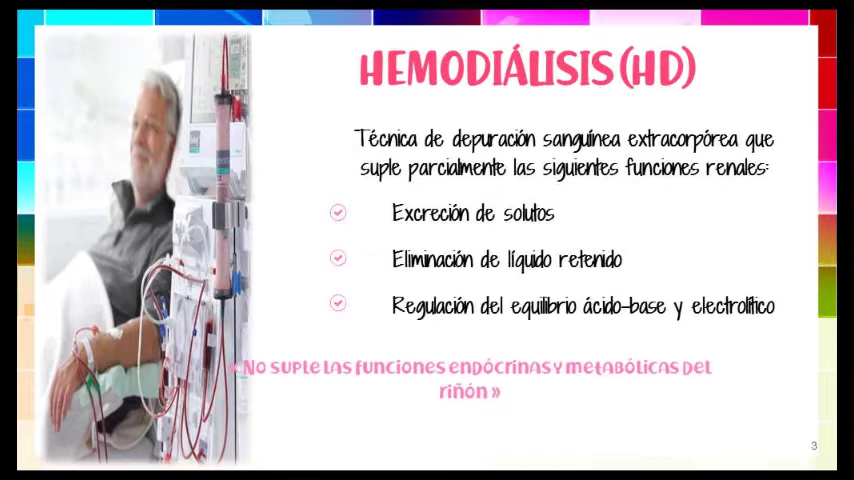 HEMODIÁLISIS (HD)
Técnica de depuración sanguínea extracorpórea que
suple parcialmente las siguientes funciones renales:
Excreción de solutos
Eliminación de líquido retenido
Regulación del equilibrio ácido-base y electrolítico
« No suple las funciones endócrinas y metabólicas del
riñón »
3